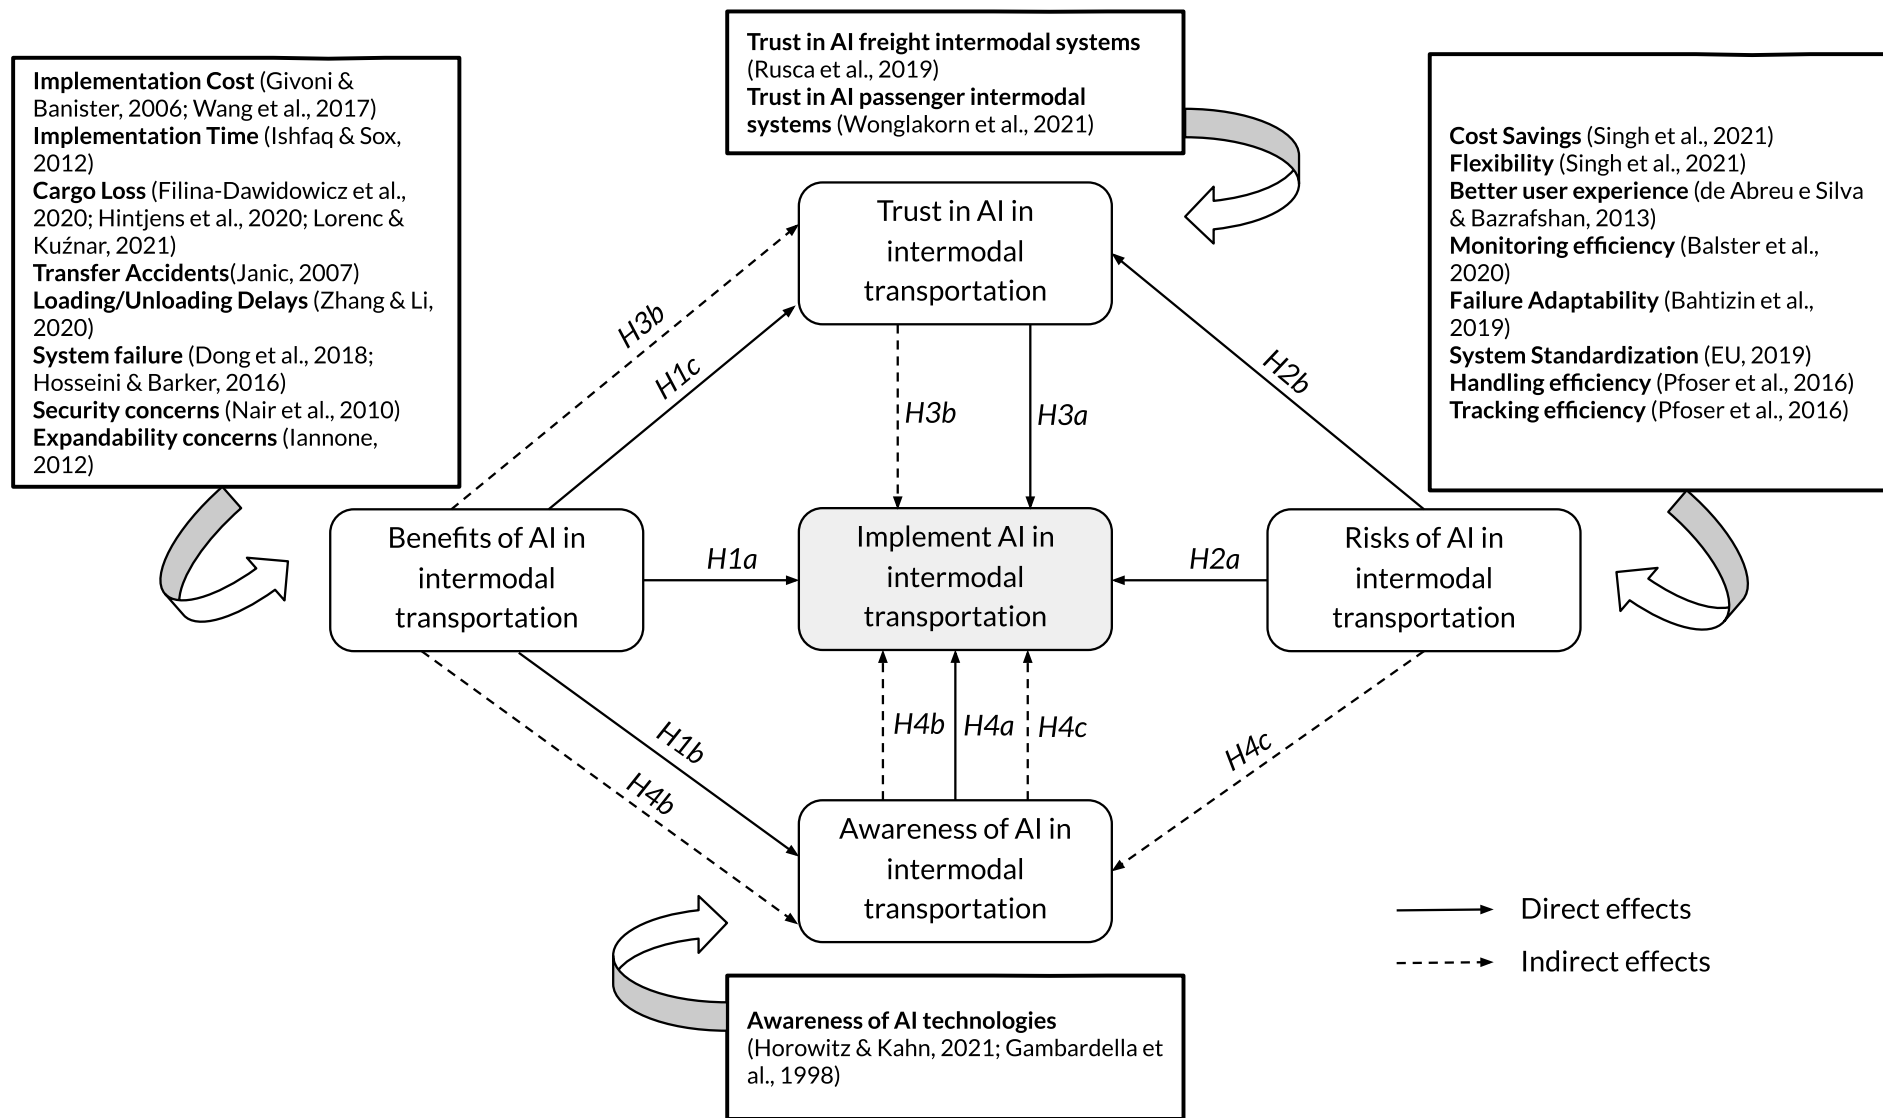 Trust in AI freight intermodal systems
(Rusca et al., 2019)
Trust in AI passenger intermodal
systems (Wonglakorn et al., 2021)
Implementation Cost (Givoni &
Banister, 2006; Wang et al., 2017)
Implementation Time (Ishfaq & Sox,
2012)
Cargo Loss (Filina-Dawidowicz et al.,
2020; Hintjens et al., 2020; Lorenc &
Kuźnar, 2021)
Transfer Accidents(Janic, 2007)
Loading/Unloading Delays (Zhang & Li,
2020)
System failure (Dong et al., 2018;
Hosseini & Barker, 2016)
Security concerns (Nair et al., 2010)
Expandability concerns (Iannone,
2012)
Cost Savings (Singh et al., 2021)
Flexibility (Singh et al., 2021)
Better user experience (de Abreu e Silva
& Bazrafshan, 2013)
Monitoring efficiency (Balster et al.,
2020)
Failure Adaptability (Bahtizin et al.,
2019)
System Standardization (EU, 2019)
Handling efficiency (Pfoser et al., 2016)
Tracking efficiency (Pfoser et al., 2016)
Trust in AI in
intermodal
transportation
H3b
H1c
H3b
H3a
H2b
Benefits of AI in
intermodal
transportation
H1a
Implement AI in
intermodal
transportation
H2a
Risks of AI in
intermodal
transportation
H1b
H4b
H4b
H4a
H4c
H4c
Awareness of AI in
intermodal
transportation
Direct effects
Indirect effects
Awareness of AI technologies
(Horowitz & Kahn, 2021; Gambardella et
al., 1998)